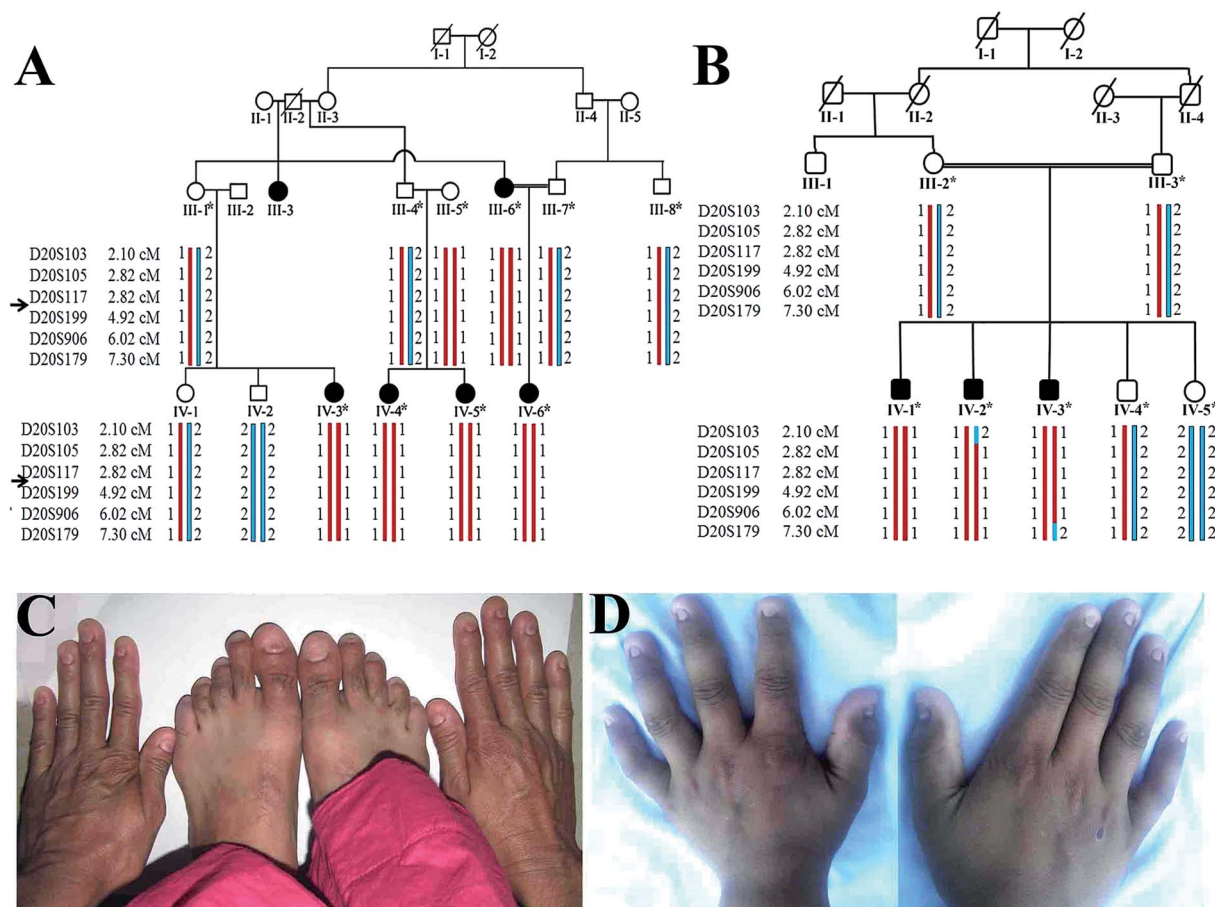 A
I-1 I-2
II-1 II-2 II-3 II-4 II-5
III-1* III-2 III-3 III-4* III-5* III-6* III-7* III-8*
D20S103 2.10 cM 1 2 1 2 1 1 1 1 1 2 1 2
D20S105 2.82 cM 1 2 1 2 1 1 1 1 1 2 1 2
D20S117 2.82 cM 1 2 1 2 1 1 1 1 1 2 1 2
D20S199 4.92 cM 1 2 1 2 1 1 1 1 1 2 1 2
D20S906 6.02 cM 1 2 1 2 1 1 1 1 1 2 1 2
D20S179 7.30 cM 1 2 1 2 1 1 1 1 1 2 1 2
IV-1 IV-2 IV-3* IV-4* IV-5* IV-6*
D20S103 2.10 cM 1 2 2 2 1 1 1 1 1 1 1 1
D20S105 2.82 cM 1 2 2 2 1 1 1 1 1 1 1 1
D20S117 2.82 cM 1 2 2 2 1 1 1 1 1 1 1 1
D20S199 4.92 cM 1 2 2 2 1 1 1 1 1 1 1 1
D20S906 6.02 cM 1 2 2 2 1 1 1 1 1 1 1 1
D20S179 7.30 cM 1 2 2 2 1 1 1 1 1 1 1 1
B
I-1 I-2
II-1 II-2 II-3 II-4
III-1 III-2* III-3*
D20S103 2.10 cM 1 2 1 2
D20S105 2.82 cM 1 2 1 2
D20S117 2.82 cM 1 2 1 2
D20S199 4.92 cM 1 2 1 2
D20S906 6.02 cM 1 2 1 2
D20S179 7.30 cM 1 2 1 2
IV-1* IV-2* IV-3* IV-4* IV-5*
D20S103 2.10 cM 1 1 1 2 1 1 1 2 2 2
D20S105 2.82 cM 1 1 1 1 1 1 1 2 2 2
D20S117 2.82 cM 1 1 1 1 1 1 1 2 2 2
D20S199 4.92 cM 1 1 1 1 1 1 1 2 2 2
D20S906 6.02 cM 1 1 1 1 1 1 1 2 2 2
D20S179 7.30 cM 1 1 1 1 1 2 1 2 2 2
C
D